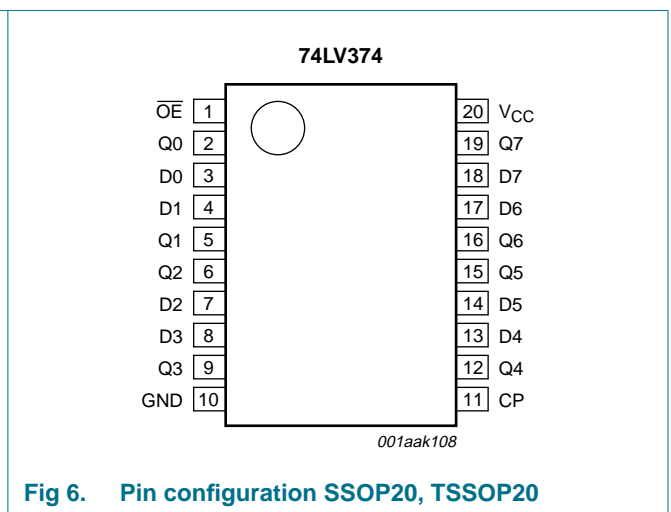 74LV374
O̅E̅ 1
Q0 2
D0 3
D1 4
Q1 5
Q2 6
D2 7
D3 8
Q3 9
GND 10
20 VCC
19 Q7
18 D7
17 D6
16 Q6
15 Q5
14 D5
13 D4
12 Q4
11 CP
001aak108
Fig 6. Pin configuration SSOP20, TSSOP20